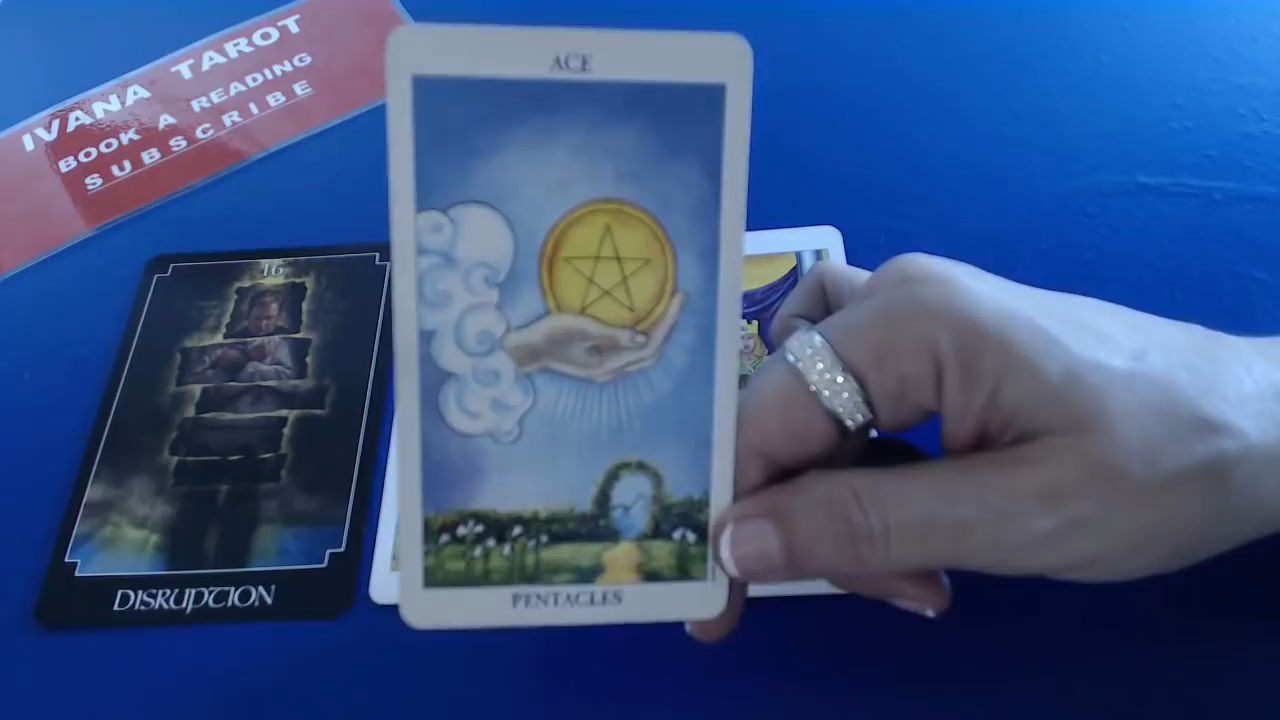 IVANA TAROT
BOOK A READING
SUBSCRIBE
ACE
PENTACLES
16
DISRUPTION